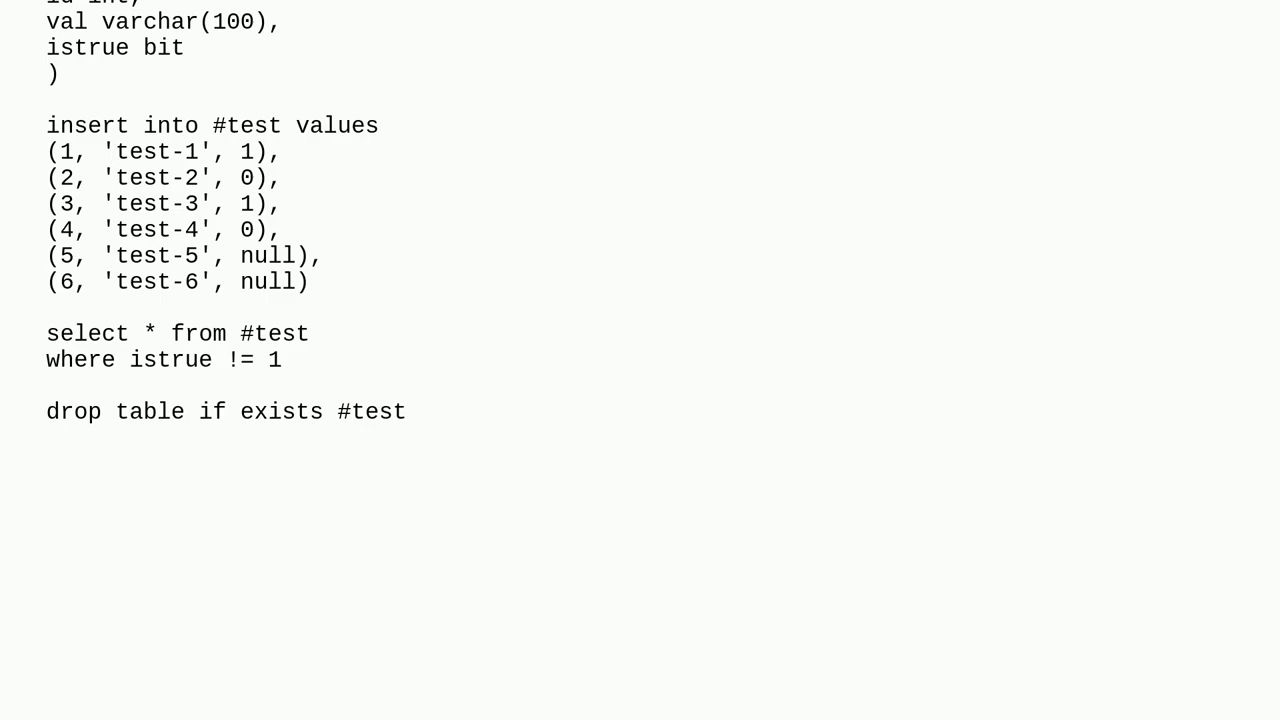 id int,
val varchar(100),
istrue bit
)
insert into #test values
(1, 'test-1', 1),
(2, 'test-2', 0),
(3, 'test-3', 1),
(4, 'test-4', 0),
(5, 'test-5', null),
(6, 'test-6', null)
select * from #test
where istrue != 1
drop table if exists #test